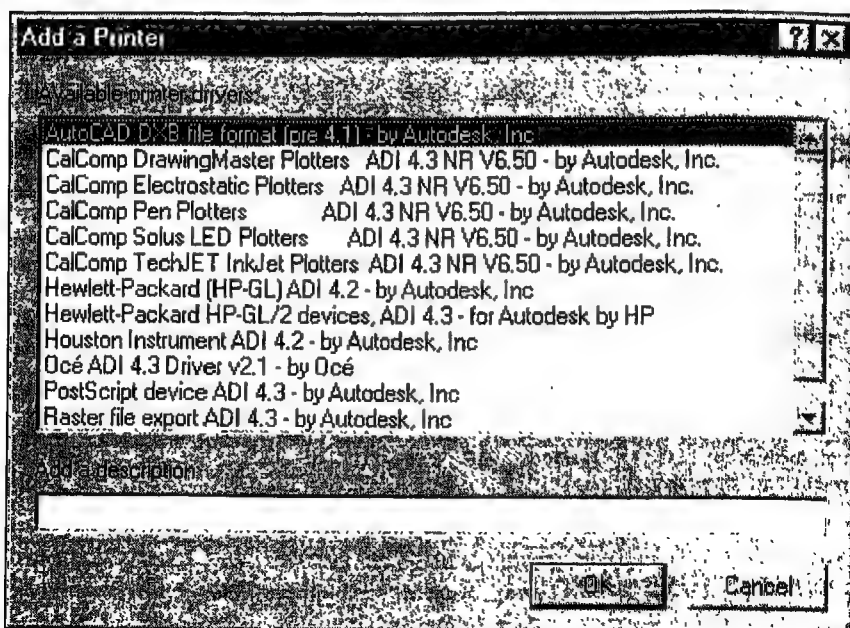 Add a Printer
Available printer drivers:
AutoCAD DXB file format (pre 4.1) - by Autodesk, Inc
CalComp DrawingMaster Plotters ADI 4.3 NR V6.50 - by Autodesk, Inc.
CalComp Electrostatic Plotters ADI 4.3 NR V6.50 - by Autodesk, Inc.
CalComp Pen Plotters ADI 4.3 NR V6.50 - by Autodesk, Inc.
CalComp Solus LED Plotters ADI 4.3 NR V6.50 - by Autodesk, Inc.
CalComp TechJET InkJet Plotters ADI 4.3 NR V6.50 - by Autodesk, Inc.
Hewlett-Packard (HP-GL) ADI 4.2 - by Autodesk, Inc
Hewlett-Packard HP-GL/2 devices, ADI 4.3 - for Autodesk by HP
Houston Instrument ADI 4.2 - by Autodesk, Inc
Océ ADI 4.3 Driver v2.1 - by Océ
PostScript device ADI 4.3 - by Autodesk, Inc
Raster file export ADI 4.3 - by Autodesk, Inc
Add a description:
OK Cancel